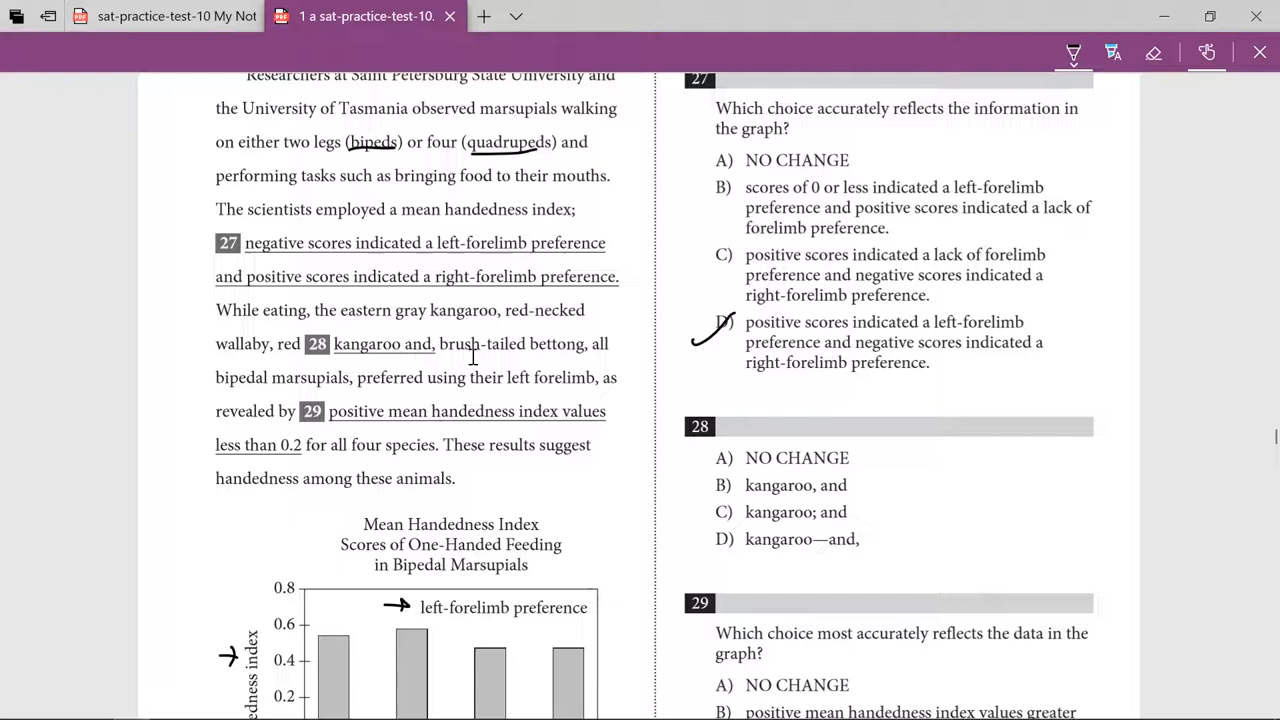 sat-practice-test-10 My Not
1 a sat-practice-test-10.
Researchers at Saint Petersburg State University and
the University of Tasmania observed marsupials walking
on either two legs (bipeds) or four (quadrupeds) and
performing tasks such as bringing food to their mouths.
The scientists employed a mean handedness index;
27 negative scores indicated a left-forelimb preference
and positive scores indicated a right-forelimb preference.
While eating, the eastern gray kangaroo, red-necked
wallaby, red 28 kangaroo and, brush-tailed bettong, all
bipedal marsupials, preferred using their left forelimb, as
revealed by 29 positive mean handedness index values
less than 0.2 for all four species. These results suggest
handedness among these animals.
Mean Handedness Index
Scores of One-Handed Feeding
in Bipedal Marsupials
0.8
left-forelimb preference
0.6
0.4
0.2
edness index
27
Which choice accurately reflects the information in
the graph?
A) NO CHANGE
B) scores of 0 or less indicated a left-forelimb
preference and positive scores indicated a lack of
forelimb preference.
C) positive scores indicated a lack of forelimb
preference and negative scores indicated a
right-forelimb preference.
D) positive scores indicated a left-forelimb
preference and negative scores indicated a
right-forelimb preference.
28
A) NO CHANGE
B) kangaroo, and
C) kangaroo; and
D) kangaroo—and,
29
Which choice most accurately reflects the data in the
graph?
A) NO CHANGE
B) positive mean handedness index values greater